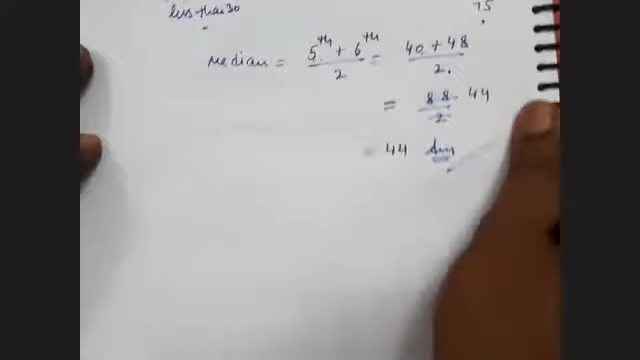 less than 30
75
median = 5th + 6th / 2 = 40 + 48 / 2
= 88 / 2 44
= 44 Ans